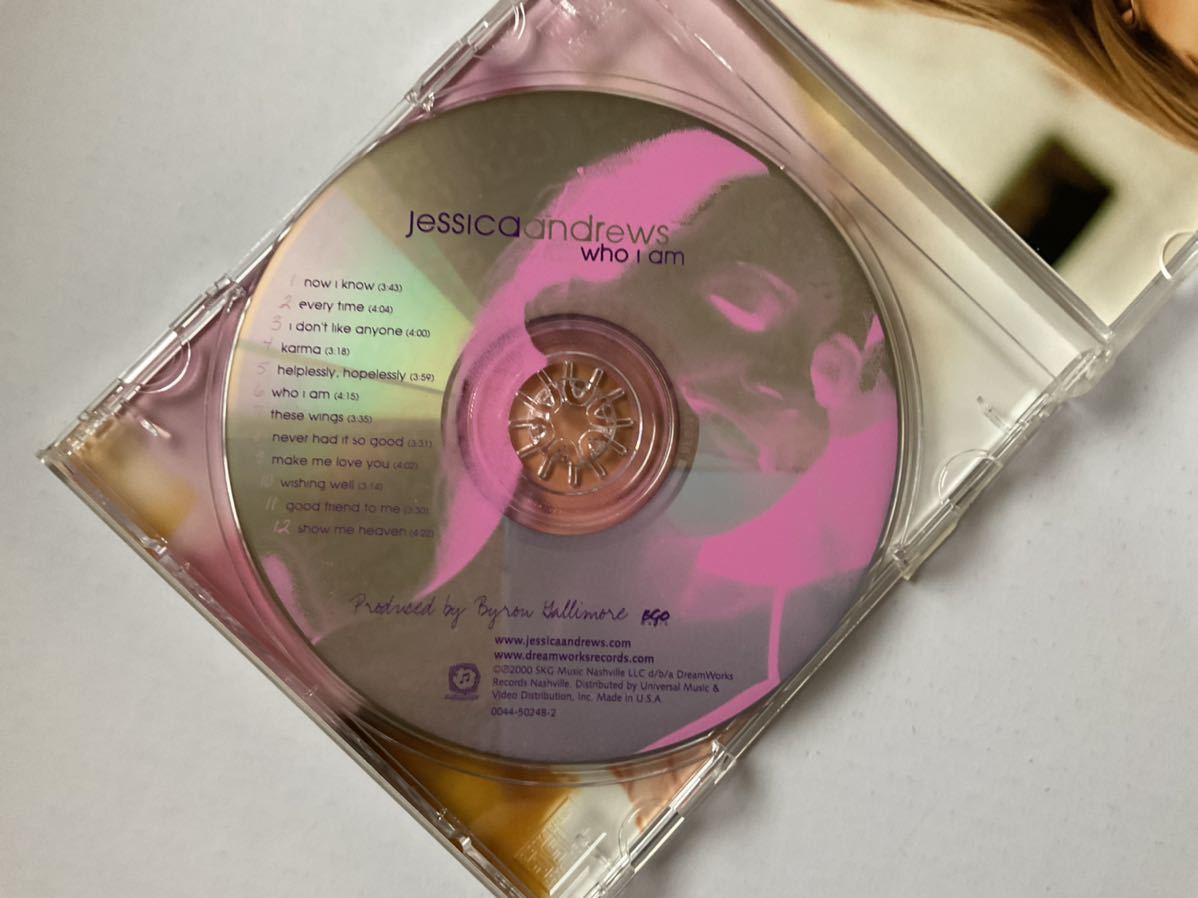 jessicaandrews
who i am
1 now i know (3:43)
2 every time (4:04)
3 i don't like anyone (4:00)
4 karma (3:18)
5 helplessly, hopelessly (3:59)
6 who i am (4:15)
7 these wings (3:35)
8 never had it so good (3:31)
9 make me love you (4:02)
10 wishing well (3:14)
11 good friend to me (3:30)
12 show me heaven (4:22)
Produced by Byron Gallimore
www.jessicaandrews.com
www.dreamworksrecords.com
©℗2000 SKG Music Nashville LLC d/b/a DreamWorks
Records Nashville. Distributed by Universal Music &
Video Distribution, Inc. Made in U.S.A.
0044-50248-2